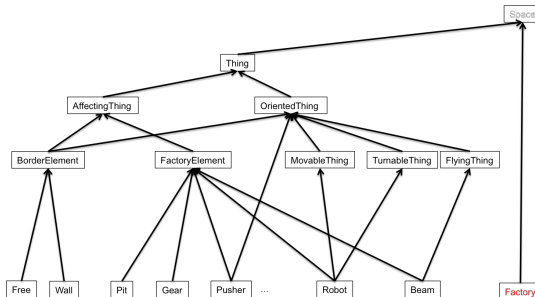 Space
Thing
AffectingThing OrientedThing
BorderElement FactoryElement MovableThing TurnableThing FlyingThing
Free Wall Pit Gear Pusher ... Robot Beam Factory